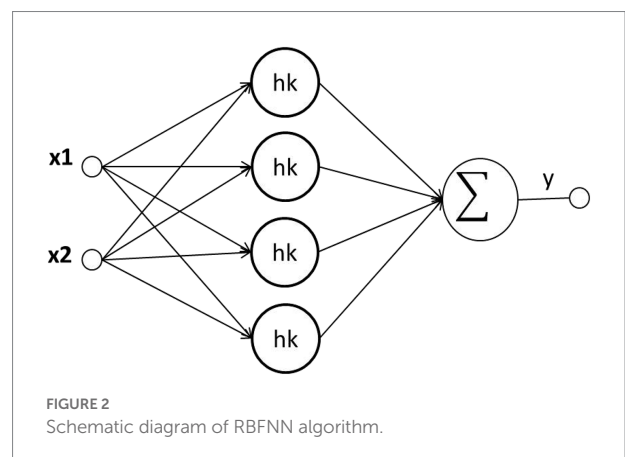 hk
x1
hk
y
x2
hk
hk
∑
FIGURE 2
Schematic diagram of RBFNN algorithm.